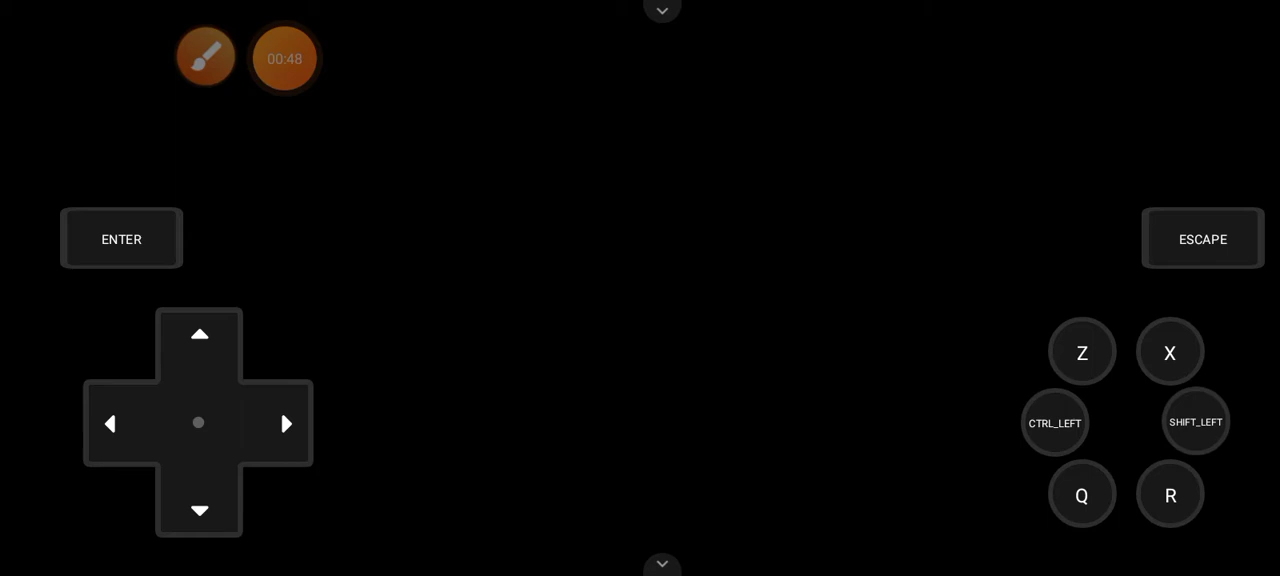 00:48
ENTER
ESCAPE
Z
X
CTRL_LEFT
SHIFT_LEFT
Q
R